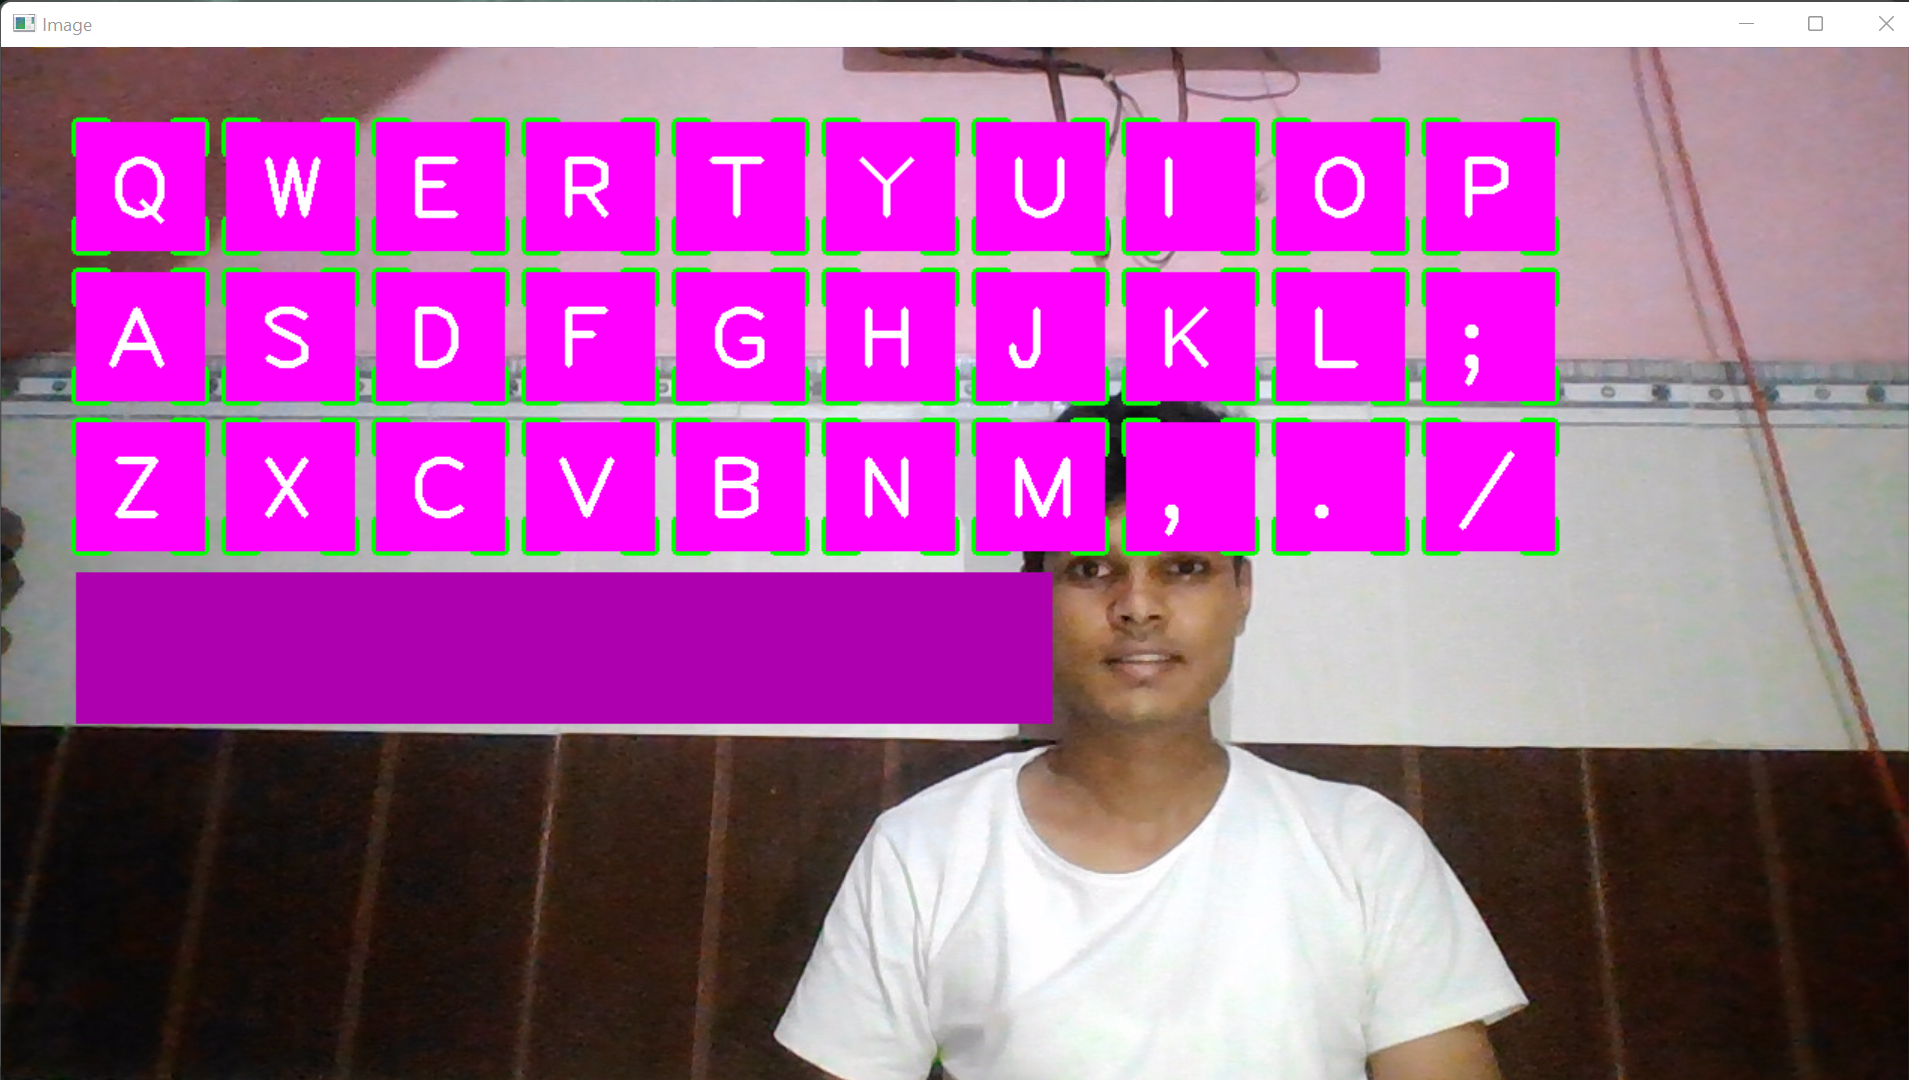 Image
Q W E R T Y U I O P
A S D F G H J K L ;
Z X C V B N M , . /